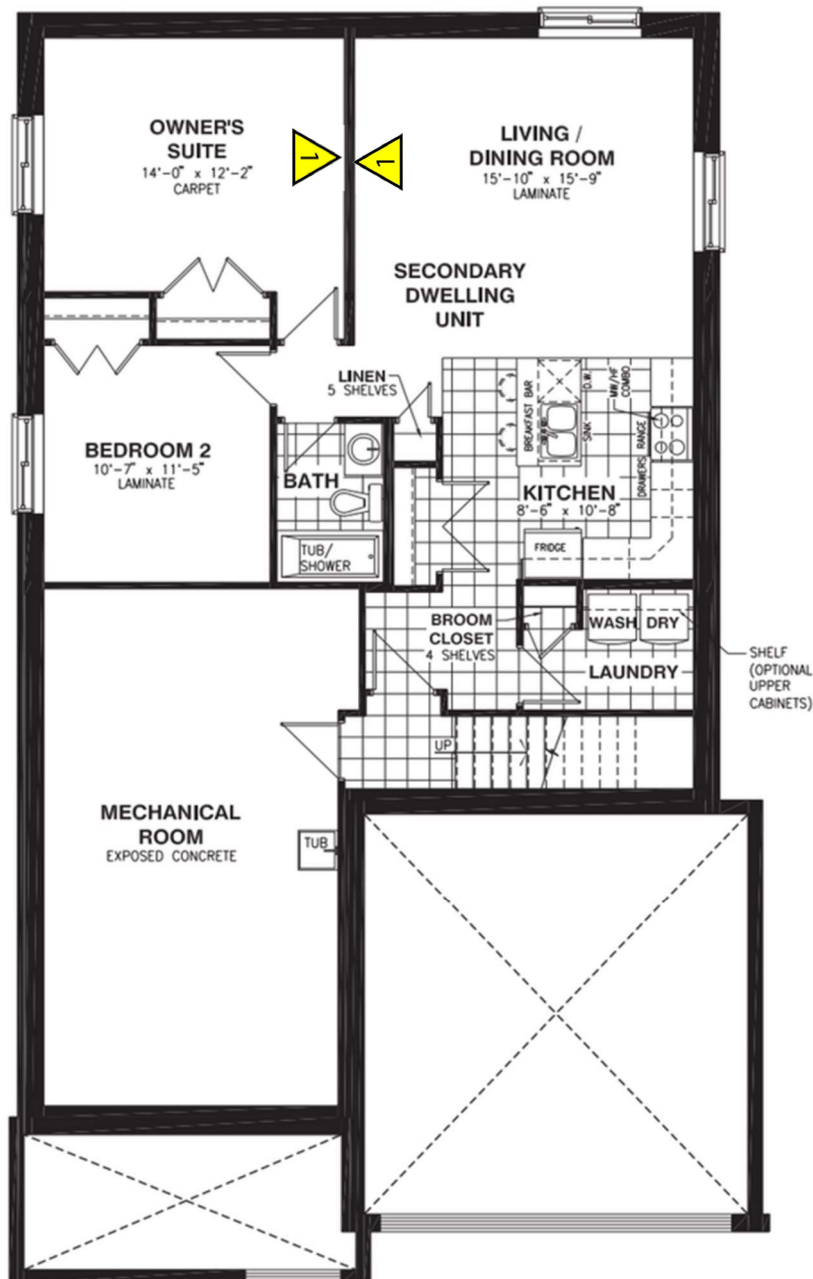 OWNER'S
SUITE
14'-0" x 12'-2"
CARPET
1
1
LIVING /
DINING ROOM
15'-10" x 15'-9"
LAMINATE
SECONDARY
DWELLING
UNIT
LINEN
5 SHELVES
BREAKFAST BAR
D.W.
SINK
MW/HF
COMBO
DRAWERS RANGE
BEDROOM 2
10'-7" x 11'-5"
LAMINATE
BATH
TUB/
SHOWER
KITCHEN
8'-6" x 10'-8"
FRIDGE
BROOM
CLOSET
4 SHELVES
WASH
DRY
LAUNDRY
SHELF
(OPTIONAL
UPPER
CABINETS)
UP
MECHANICAL
ROOM
EXPOSED CONCRETE
TUB